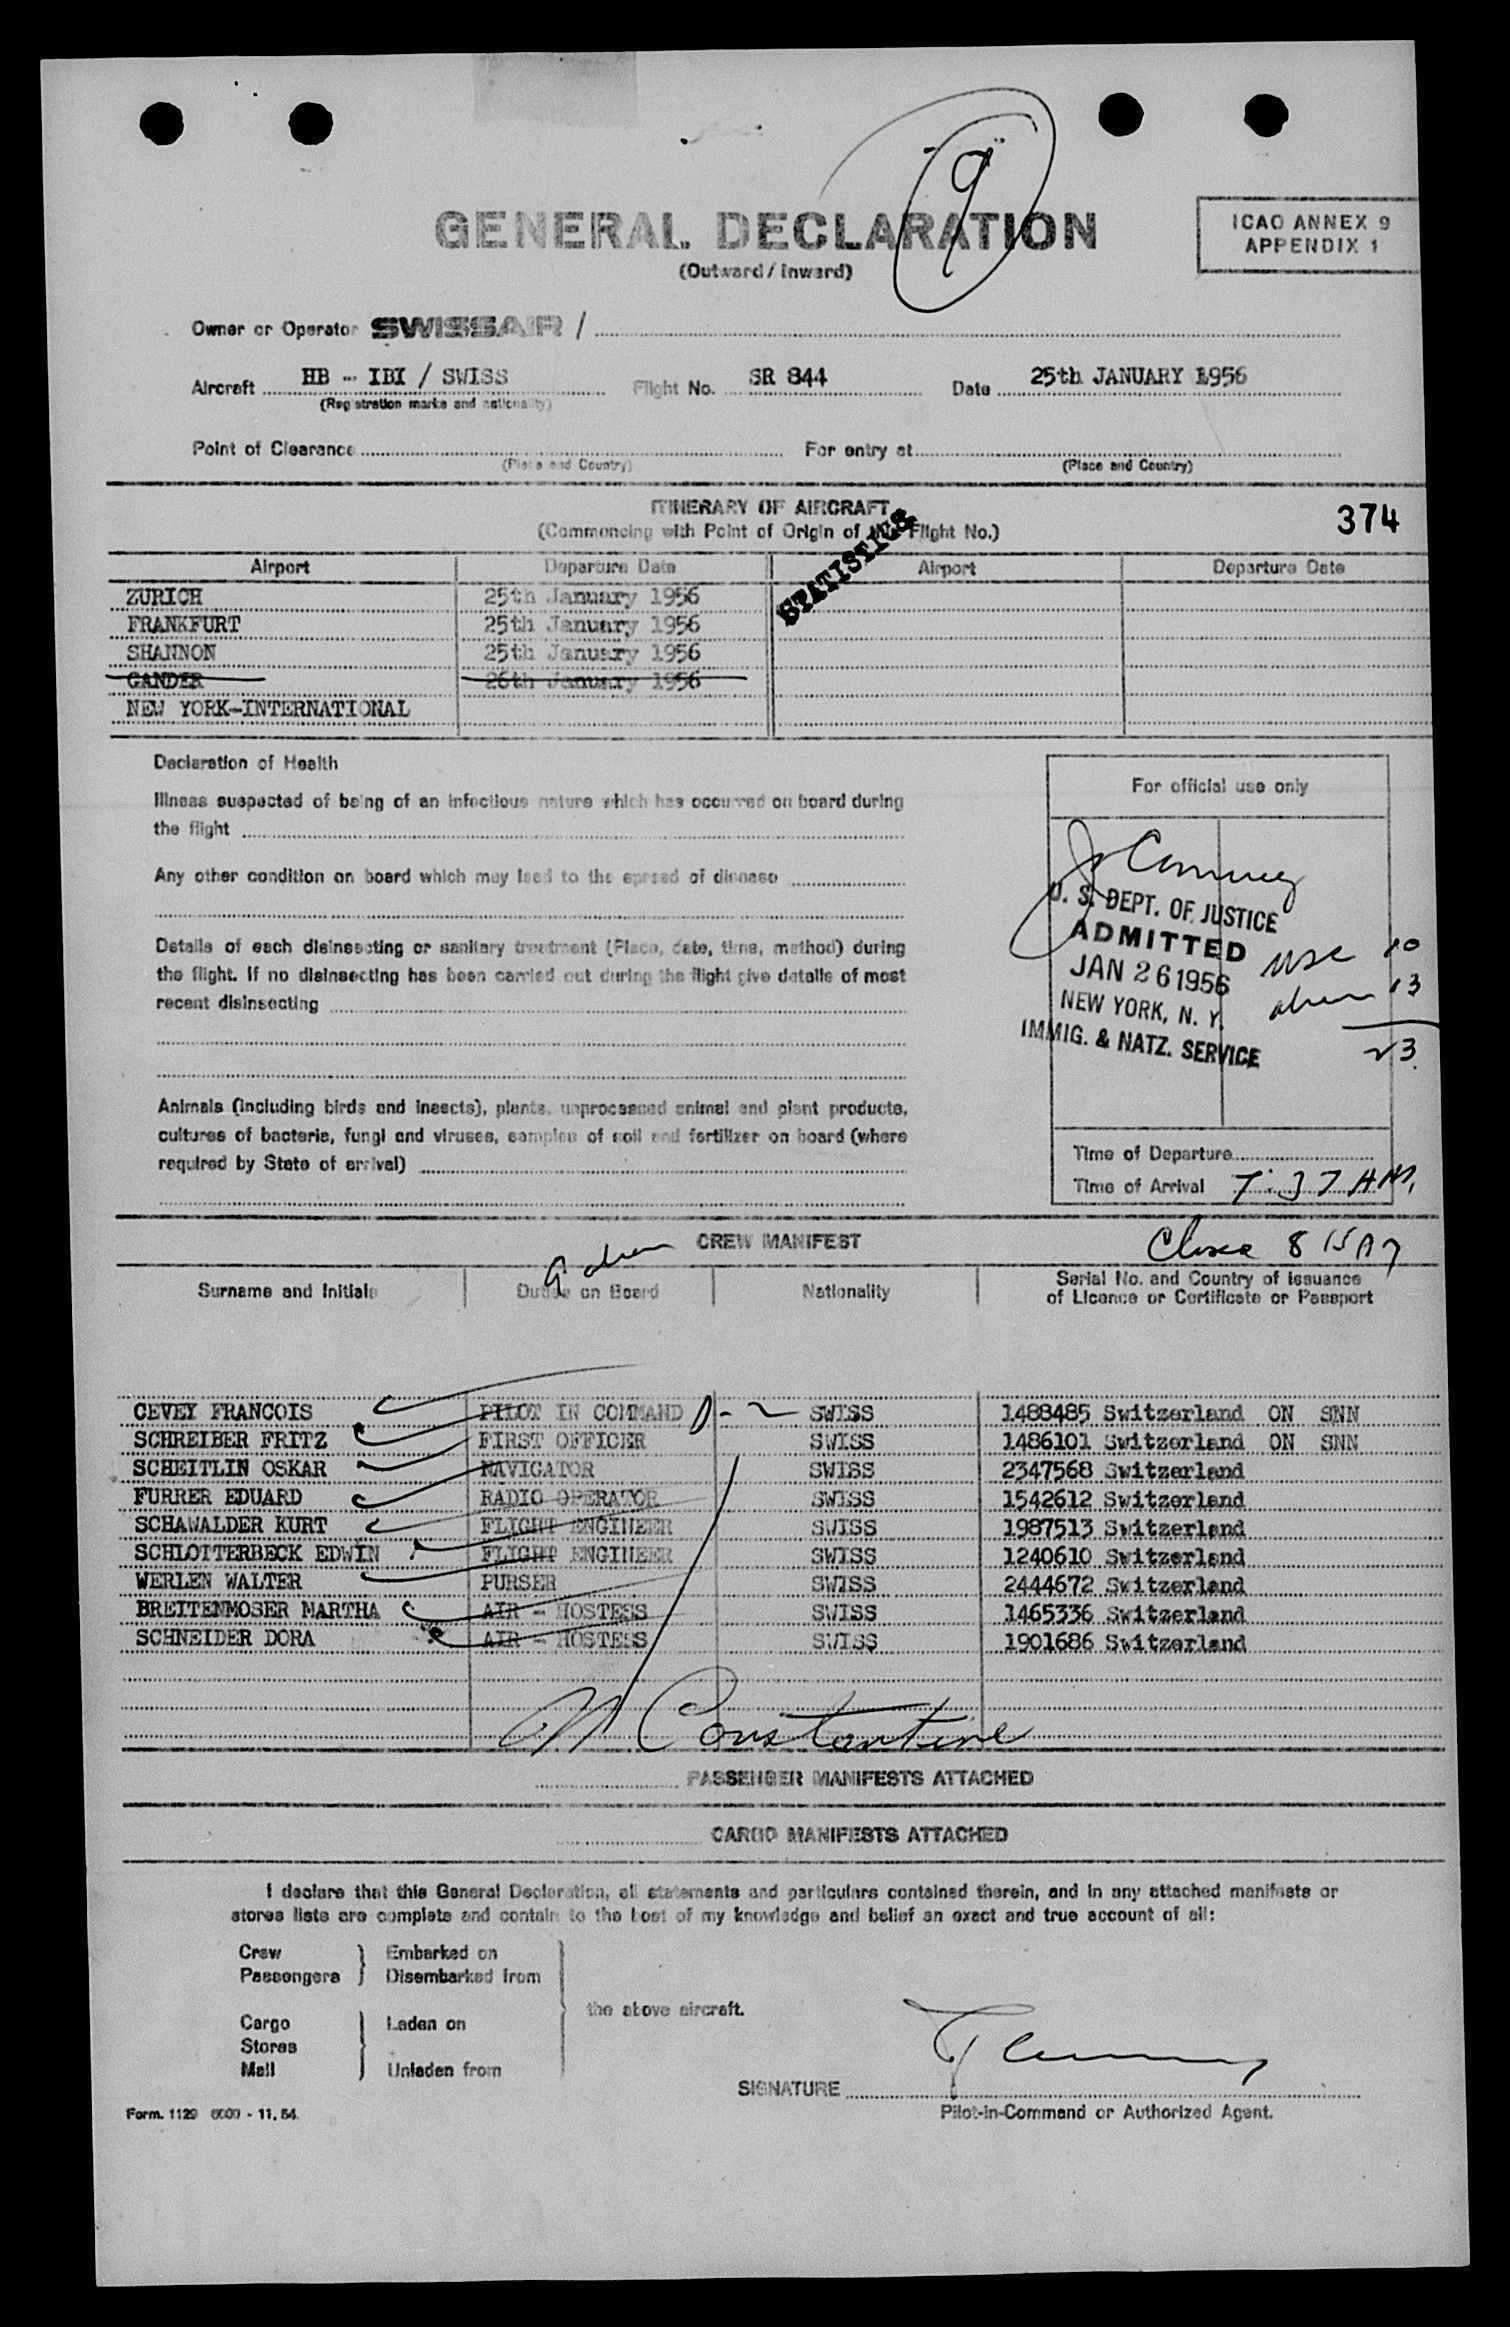 9
GENERAL DECLARATION
(Outward / Inward)
ICAO ANNEX 9
APPENDIX 1
Owner or Operator SWISSAIR /
Aircraft HB - IBI / SWISS Flight No. SR 844 Date 25th JANUARY 1956
(Registration marks and nationality)
Point of Clearance For entry at
(Place and Country) (Place and Country)
ITINERARY OF AIRCRAFT
(Commencing with Point of Origin of this Flight No.)
374
STATISTICS
Airport Departure Date Airport Departure Date
ZURICH 25th January 1956
FRANKFURT 25th January 1956
SHANNON 25th January 1956
GANDER 26th January 1956
NEW YORK-INTERNATIONAL
Declaration of Health
Illness suspected of being of an infectious nature which has occurred on board during
the flight
Any other condition on board which may lead to the spread of disease
Details of each disinsecting or sanitary treatment (Place, date, time, method) during
the flight. If no disinsecting has been carried out during the flight give details of most
recent disinsecting
Animals (including birds and insects), plants, unprocessed animal and plant products,
cultures of bacteria, fungi and viruses, samples of soil and fertilizer on board (where
required by State of arrival)
For official use only
U. S. DEPT. OF JUSTICE
ADMITTED
JAN 26 1956
NEW YORK, N. Y.
IMMIG. & NATZ. SERVICE
USC 10
alien 13
23
Time of Departure
Time of Arrival 7:37 AM,
CREW MANIFEST
9 alien
Surname and Initials Duties on Board Nationality Serial No. and Country of Issuance
of Licence or Certificate or Passport
CEVEY FRANCOIS PILOT IN COMMAND D-2 SWISS 1488485 Switzerland ON SNN
SCHREIBER FRITZ FIRST OFFICER SWISS 1486101 Switzerland ON SNN
SCHEITLIN OSKAR NAVIGATOR SWISS 2347568 Switzerland
FURRER EDUARD RADIO OPERATOR SWISS 1542612 Switzerland
SCHAWALDER KURT FLIGHT ENGINEER SWISS 1987513 Switzerland
SCHLOTTERBECK EDWIN FLIGHT ENGINEER SWISS 1240610 Switzerland
WERLEN WALTER PURSER SWISS 2444672 Switzerland
BREITENMOSER MARTHA AIR - HOSTESS SWISS 1465336 Switzerland
SCHNEIDER DORA AIR - HOSTESS SWISS 1901686 Switzerland
Constantine
PASSENGER MANIFESTS ATTACHED
CARGO MANIFESTS ATTACHED
I declare that this General Declaration, all statements and particulars contained therein, and in any attached manifests or
stores lists are complete and contain to the best of my knowledge and belief an exact and true account of all:
Crew Embarked on
Passengers Disembarked from
the above aircraft.
Cargo Laden on
Stores
Mail Unladen from
SIGNATURE
Pilot-in-Command or Authorized Agent.
Form. 1129 6000 - 11.54.